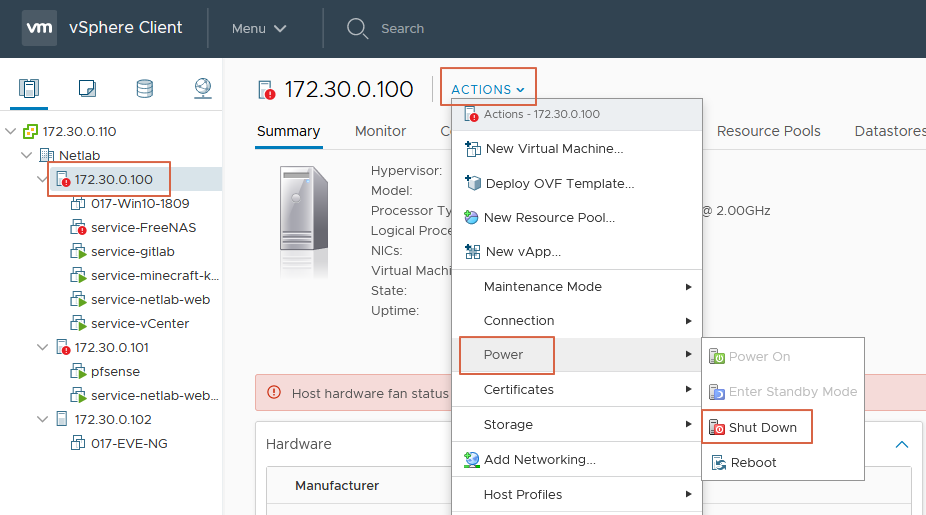 vm vSphere Client Menu Search
172.30.0.100 ACTIONS
Summary Monitor Resource Pools Datastores
172.30.0.110
Netlab
172.30.0.100
017-Win10-1809
service-FreeNAS
service-gitlab
service-minecraft-k...
service-netlab-web
service-vCenter
172.30.0.101
pfsense
service-netlab-web...
172.30.0.102
017-EVE-NG
Hypervisor:
Model:
Processor Ty
@ 2.00GHz
Logical Proce
NICs:
Virtual Machi
State:
Uptime:
Host hardware fan status
Hardware
Manufacturer
Actions - 172.30.0.100
New Virtual Machine...
Deploy OVF Template...
New Resource Pool...
New vApp...
Maintenance Mode
Connection
Power
Certificates
Storage
Add Networking...
Host Profiles
Power On
Enter Standby Mode
Shut Down
Reboot